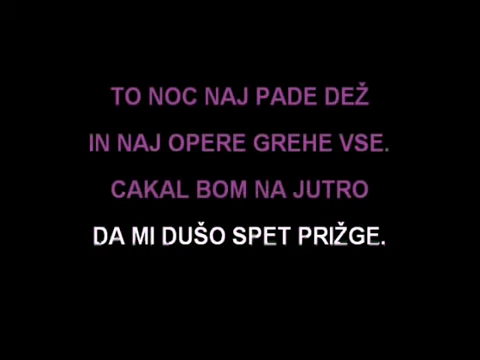 TO NOC NAJ PADE DEŽ
IN NAJ OPERE GREHE VSE.
CAKAL BOM NA JUTRO
DA MI DUŠO SPET PRIŽGE.